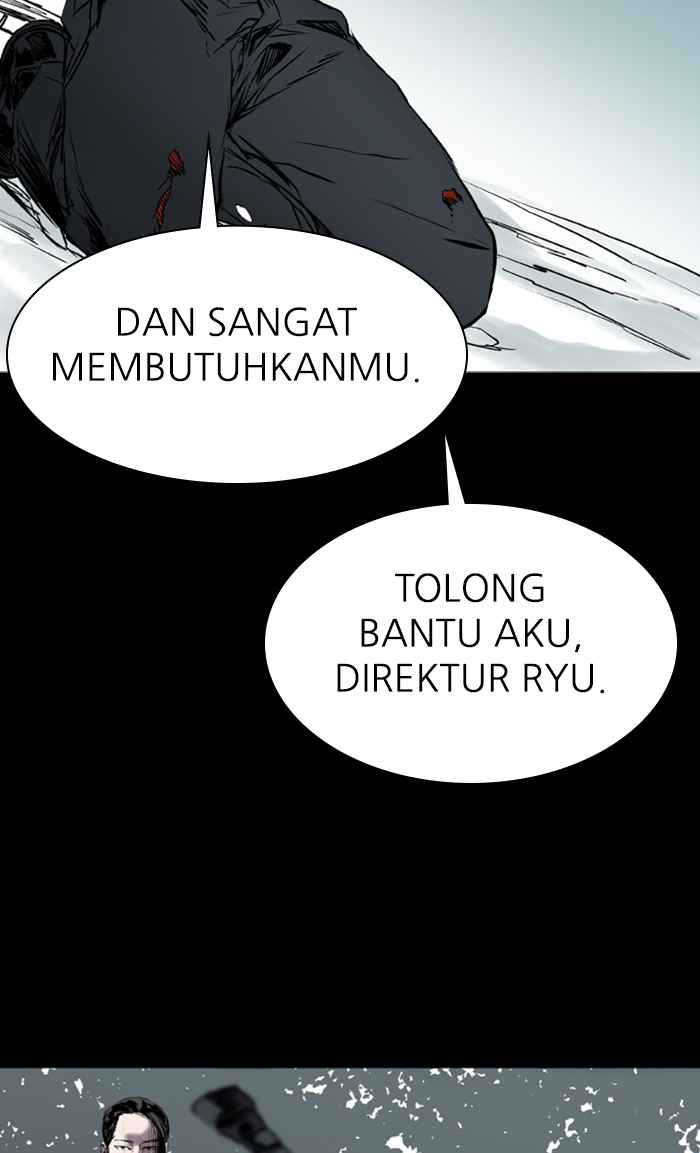 DAN SANGAT
MEMBUTUHKANMU.
TOLONG
BANTU AKU,
DIREKTUR RYU.